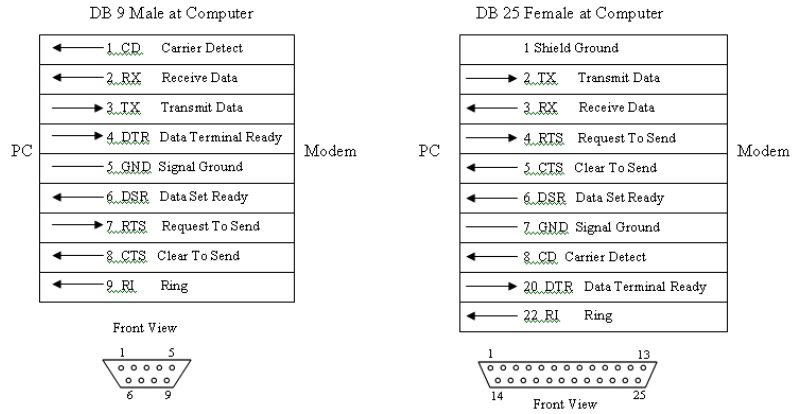 DB 9 Male at Computer
1 CD Carrier Detect
2 RX Receive Data
3 TX Transmit Data
4 DTR Data Terminal Ready
PC
Modem
5 GND Signal Ground
6 DSR Data Set Ready
7 RTS Request To Send
8 CTS Clear To Send
9 RI Ring
Front View
1 5
6 9
DB 25 Female at Computer
1 Shield Ground
2 TX Transmit Data
3 RX Receive Data
4 RTS Request To Send
PC
Modem
5 CTS Clear To Send
6 DSR Data Set Ready
7 GND Signal Ground
8 CD Carrier Detect
20 DTR Data Terminal Ready
22 RI Ring
1 13
14 25
Front View